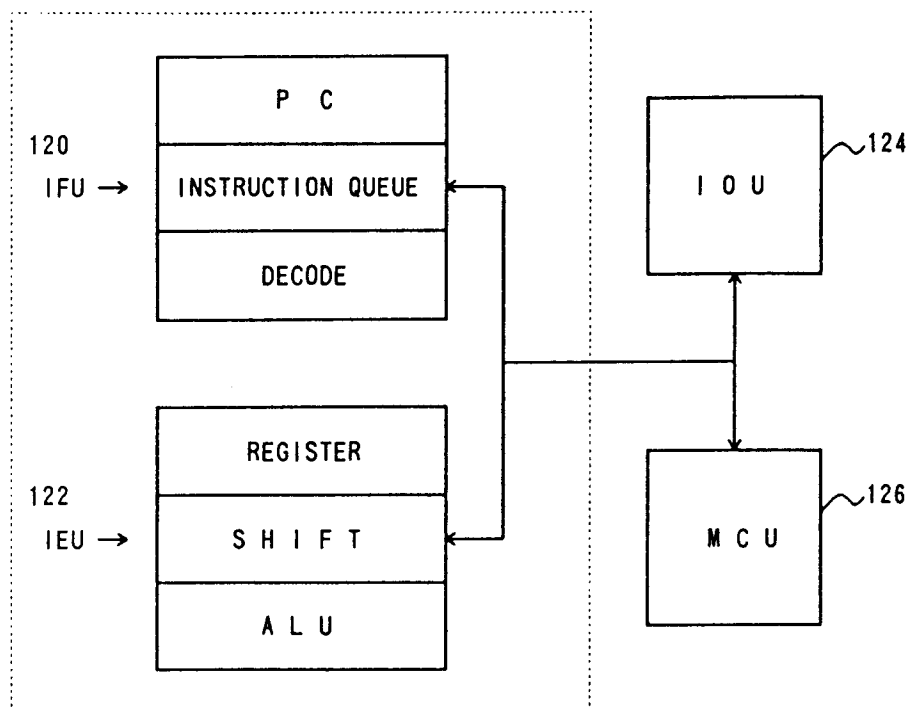 P C
120
IFU →
INSTRUCTION QUEUE
DECODE
124
I O U
REGISTER
122
IEU →
S H I F T
A L U
126
M C U